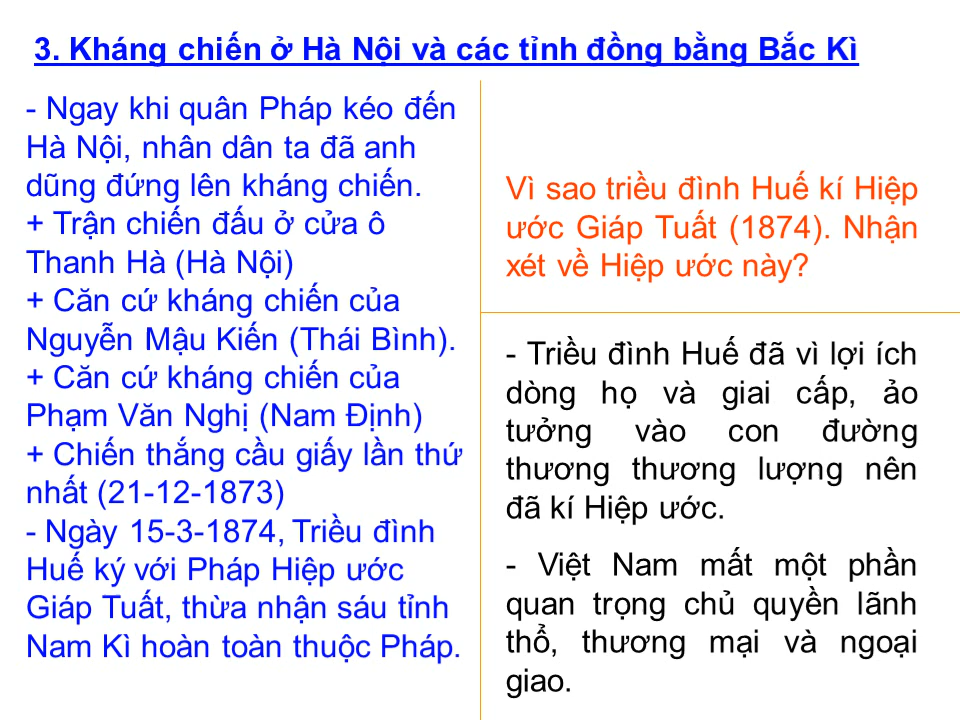 3. Kháng chiến ở Hà Nội và các tỉnh đồng bằng Bắc Kì
- Ngay khi quân Pháp kéo đến
Hà Nội, nhân dân ta đã anh
dũng đứng lên kháng chiến.
+ Trận chiến đấu ở cửa ô
Thanh Hà (Hà Nội)
+ Căn cứ kháng chiến của
Nguyễn Mậu Kiến (Thái Bình).
+ Căn cứ kháng chiến của
Phạm Văn Nghị (Nam Định)
+ Chiến thắng cầu giấy lần thứ
nhất (21-12-1873)
- Ngày 15-3-1874, Triều đình
Huế ký với Pháp Hiệp ước
Giáp Tuất, thừa nhận sáu tỉnh
Nam Kì hoàn toàn thuộc Pháp.
Vì sao triều đình Huế kí Hiệp
ước Giáp Tuất (1874). Nhận
xét về Hiệp ước này?
- Triều đình Huế đã vì lợi ích
dòng họ và giai cấp, ảo
tưởng vào con đường
thương thương lượng nên
đã kí Hiệp ước.
- Việt Nam mất một phần
quan trọng chủ quyền lãnh
thổ, thương mại và ngoại
giao.